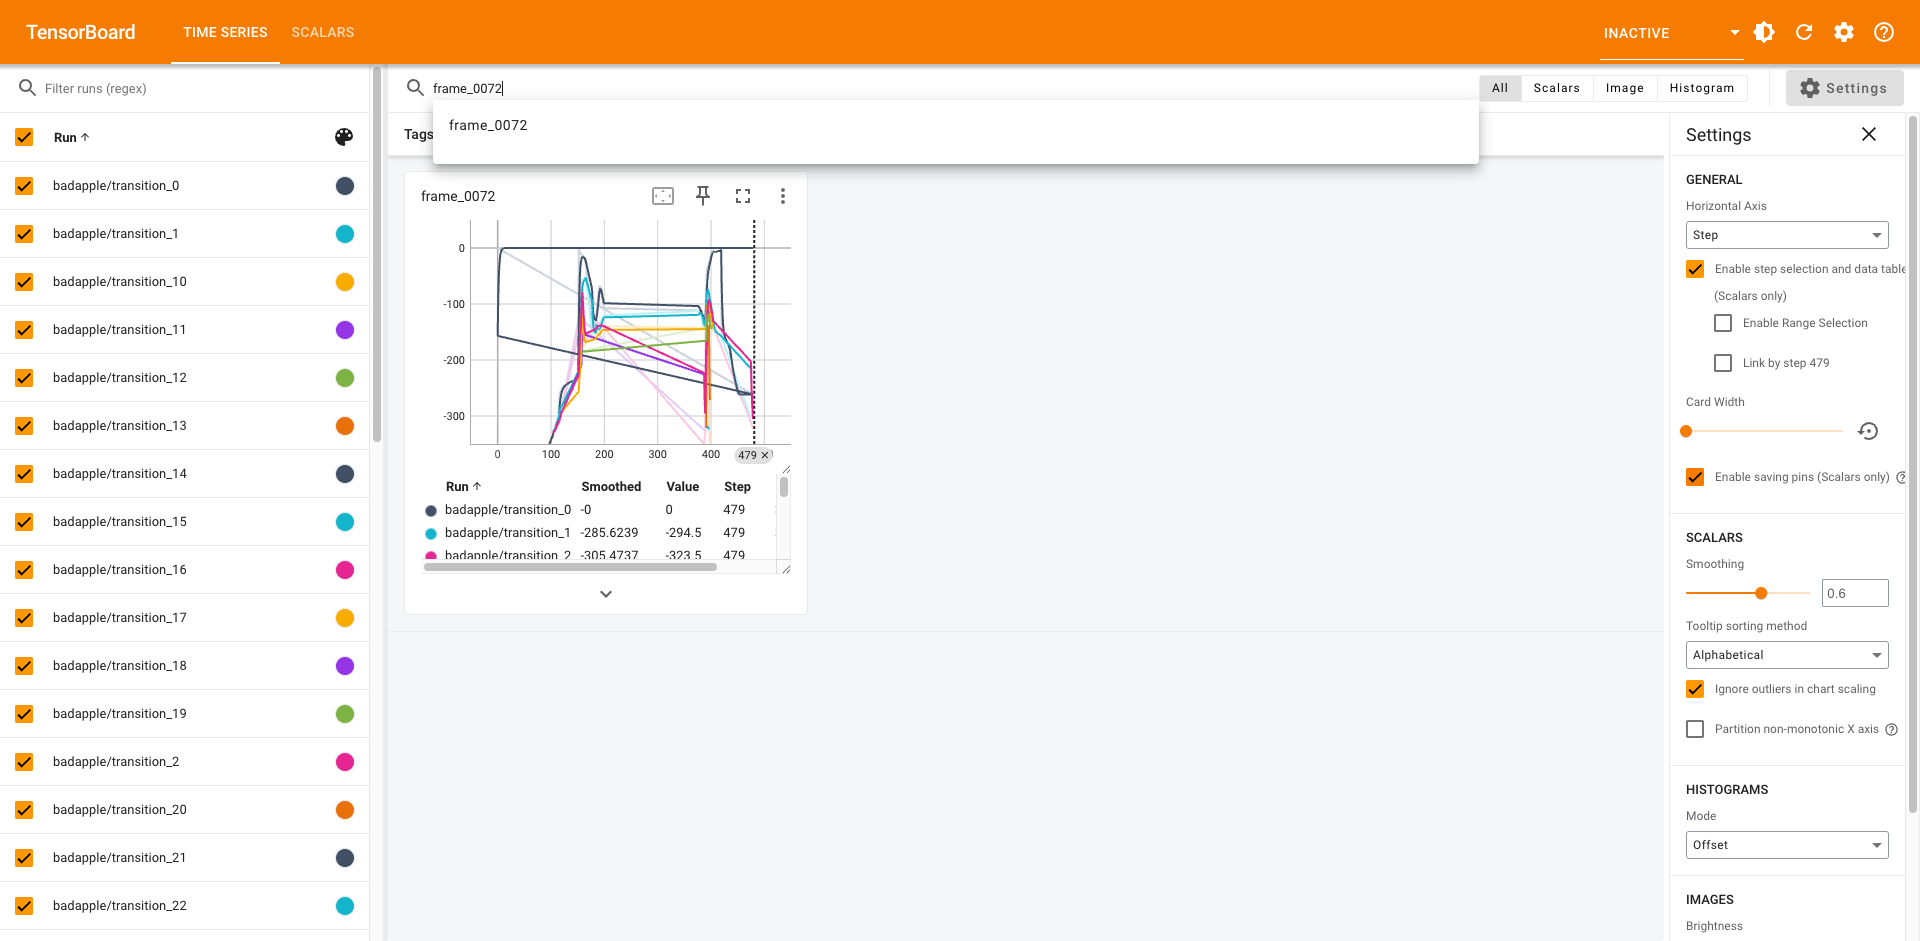 TensorBoard
TIME SERIES
SCALARS
INACTIVE
Filter runs (regex)
frame_0072
All
Scalars
Image
Histogram
Settings
frame_0072
Run
Tags
Settings
badapple/transition_0
badapple/transition_1
badapple/transition_10
badapple/transition_11
badapple/transition_12
badapple/transition_13
badapple/transition_14
badapple/transition_15
badapple/transition_16
badapple/transition_17
badapple/transition_18
badapple/transition_19
badapple/transition_2
badapple/transition_20
badapple/transition_21
badapple/transition_22
frame_0072
0
-100
-200
-300
0 100 200 300 400 479
Run Smoothed Value Step
badapple/transition_0 -0 0 479
badapple/transition_1 -285.6239 -294.5 479
badapple/transition_2 -305.4737 -323.5 479
GENERAL
Horizontal Axis
Step
Enable step selection and data table
(Scalars only)
Enable Range Selection
Link by step 479
Card Width
Enable saving pins (Scalars only)
SCALARS
Smoothing
0.6
Tooltip sorting method
Alphabetical
Ignore outliers in chart scaling
Partition non-monotonic X axis
HISTOGRAMS
Mode
Offset
IMAGES
Brightness